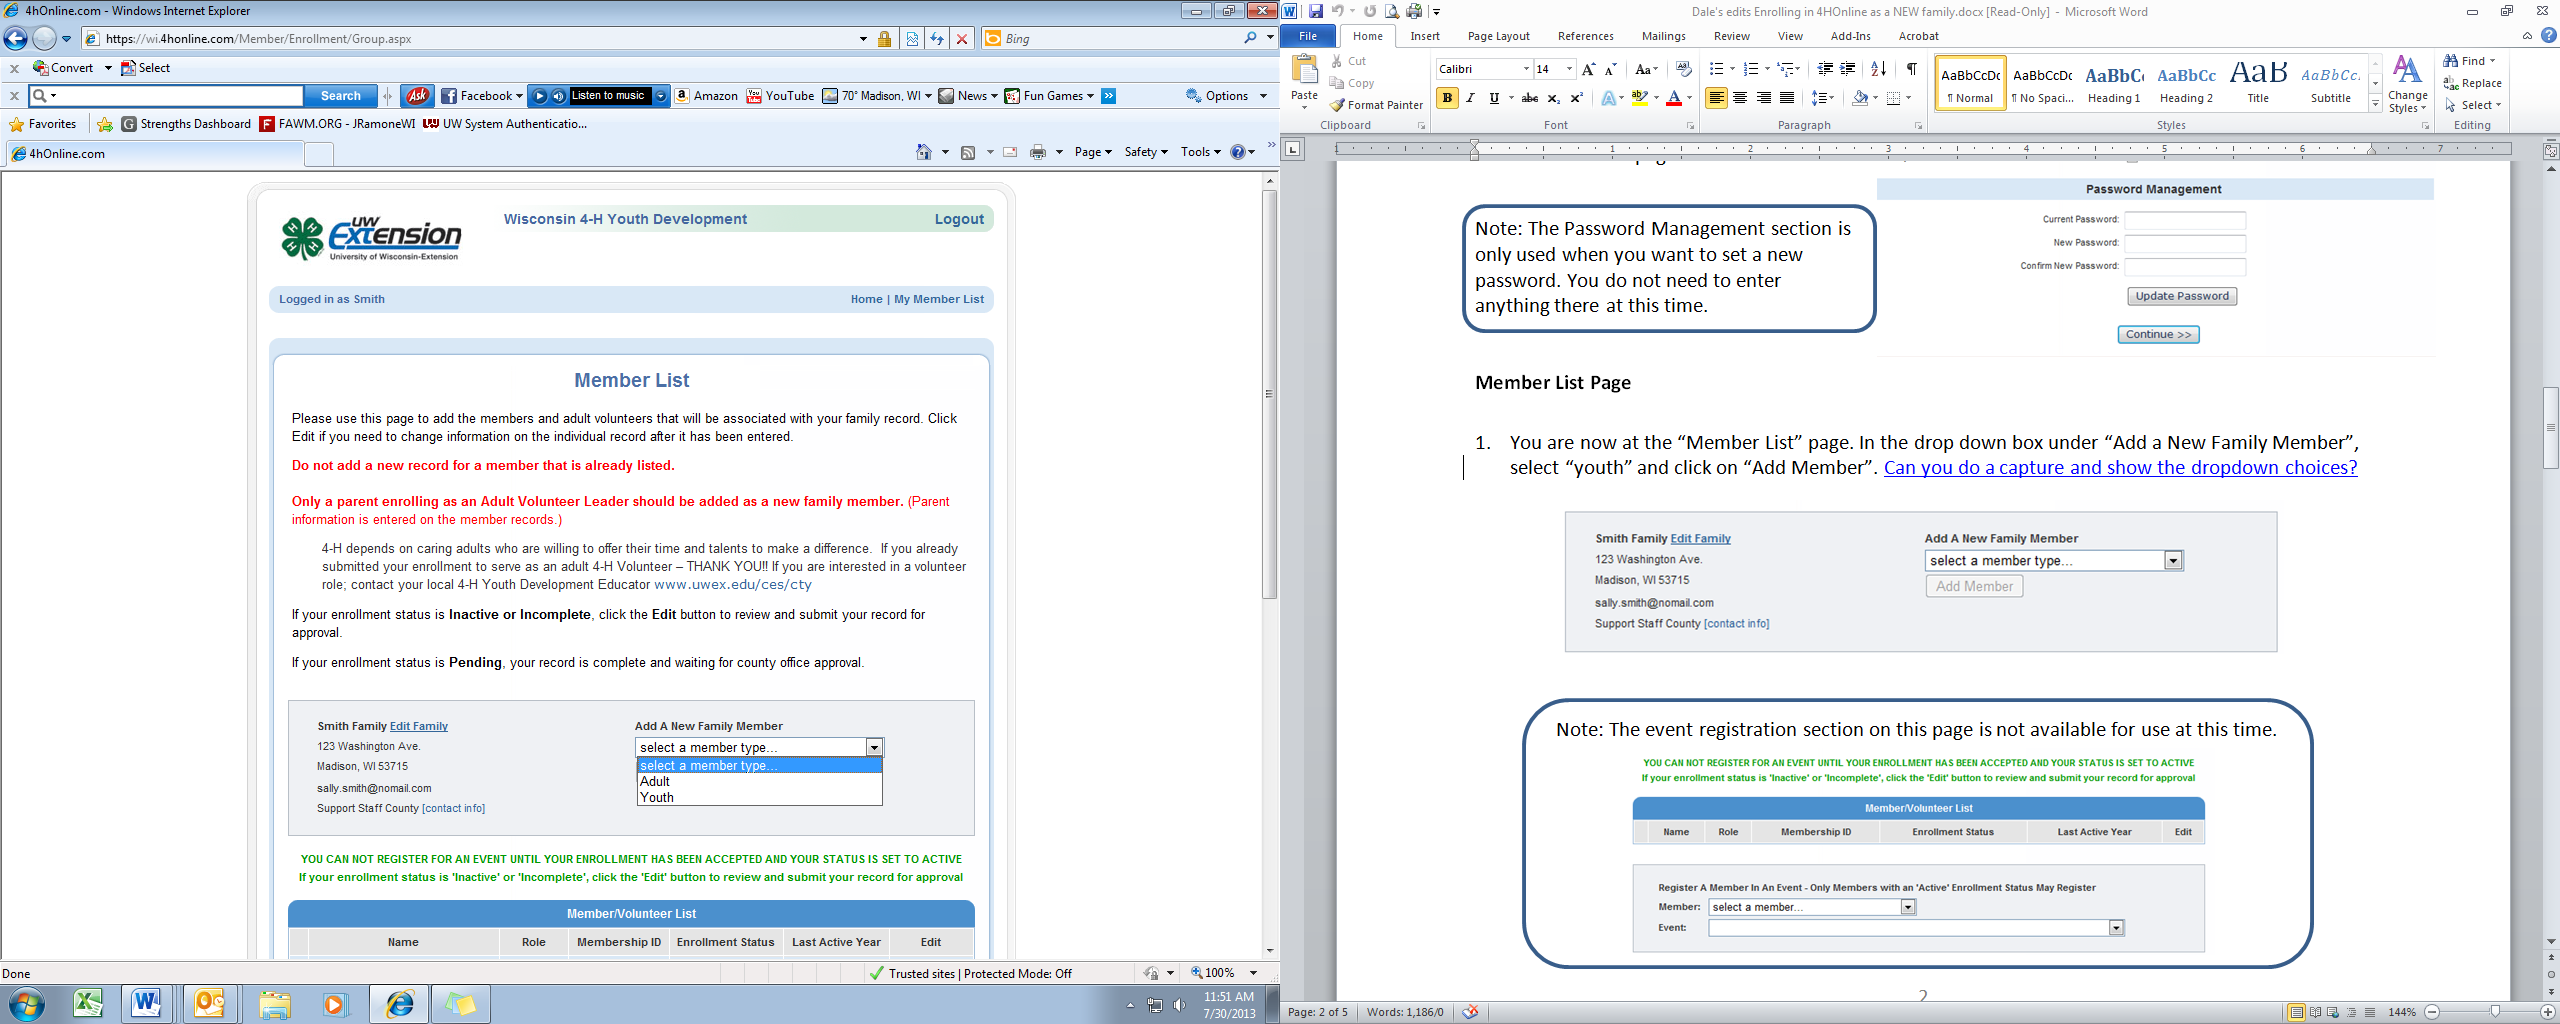 4hOnline.com - Windows Internet Explorer
https://wi.4honline.com/Member/Enrollment/Group.aspx
Bing
x Convert Select
x Search Ask Facebook Listen to music Amazon YouTube 70° Madison, WI News Fun Games Options
Favorites Strengths Dashboard FAWM.ORG - JRamoneWI UW System Authenticatio...
4hOnline.com Page Safety Tools
UW Extension
University of Wisconsin-Extension
Wisconsin 4-H Youth Development Logout
Logged in as Smith Home | My Member List
Member List
Please use this page to add the members and adult volunteers that will be associated with your family record. Click
Edit if you need to change information on the individual record after it has been entered.
Do not add a new record for a member that is already listed.
Only a parent enrolling as an Adult Volunteer Leader should be added as a new family member. (Parent
information is entered on the member records.)
4-H depends on caring adults who are willing to offer their time and talents to make a difference. If you already
submitted your enrollment to serve as an adult 4-H Volunteer – THANK YOU!! If you are interested in a volunteer
role; contact your local 4-H Youth Development Educator www.uwex.edu/ces/cty
If your enrollment status is Inactive or Incomplete, click the Edit button to review and submit your record for
approval.
If your enrollment status is Pending, your record is complete and waiting for county office approval.
Smith Family Edit Family
123 Washington Ave.
Madison, WI 53715
sally.smith@nomail.com
Support Staff County [contact info]
Add A New Family Member
select a member type...
select a member type...
Adult
Youth
YOU CAN NOT REGISTER FOR AN EVENT UNTIL YOUR ENROLLMENT HAS BEEN ACCEPTED AND YOUR STATUS IS SET TO ACTIVE
If your enrollment status is 'Inactive' or 'Incomplete', click the 'Edit' button to review and submit your record for approval
Member/Volunteer List
Name Role Membership ID Enrollment Status Last Active Year Edit
Done Trusted sites | Protected Mode: Off 100%
11:51 AM
7/30/2013
Dale's edits Enrolling in 4HOnline as a NEW family.docx [Read-Only] - Microsoft Word
File Home Insert Page Layout References Mailings Review View Add-Ins Acrobat
Paste
Cut
Copy
Format Painter
Clipboard
Calibri 14
B I U abc
Font
Paragraph
AaBbCcDc AaBbCcDc AaBbCc AaBbCc AaB AaBbCc.
¶ Normal ¶ No Spaci... Heading 1 Heading 2 Title Subtitle
Change
Styles
Styles
Find
Replace
Select
Editing
1 1 2 3 4 5 6 7
Note: The Password Management section is
only used when you want to set a new
password. You do not need to enter
anything there at this time.
Password Management
Current Password:
New Password:
Confirm New Password:
Update Password
Continue >>
Member List Page
1. You are now at the “Member List” page. In the drop down box under “Add a New Family Member”,
select “youth” and click on “Add Member”. Can you do a capture and show the dropdown choices?
Smith Family Edit Family
123 Washington Ave.
Madison, WI 53715
sally.smith@nomail.com
Support Staff County [contact info]
Add A New Family Member
select a member type...
Add Member
Note: The event registration section on this page is not available for use at this time.
YOU CAN NOT REGISTER FOR AN EVENT UNTIL YOUR ENROLLMENT HAS BEEN ACCEPTED AND YOUR STATUS IS SET TO ACTIVE
If your enrollment status is 'Inactive' or 'Incomplete', click the 'Edit' button to review and submit your record for approval
Member/Volunteer List
Name Role Membership ID Enrollment Status Last Active Year Edit
Register A Member In An Event - Only Members with an 'Active' Enrollment Status May Register
Member: select a member...
Event:
2
Page: 2 of 5 Words: 1,186/0 144%